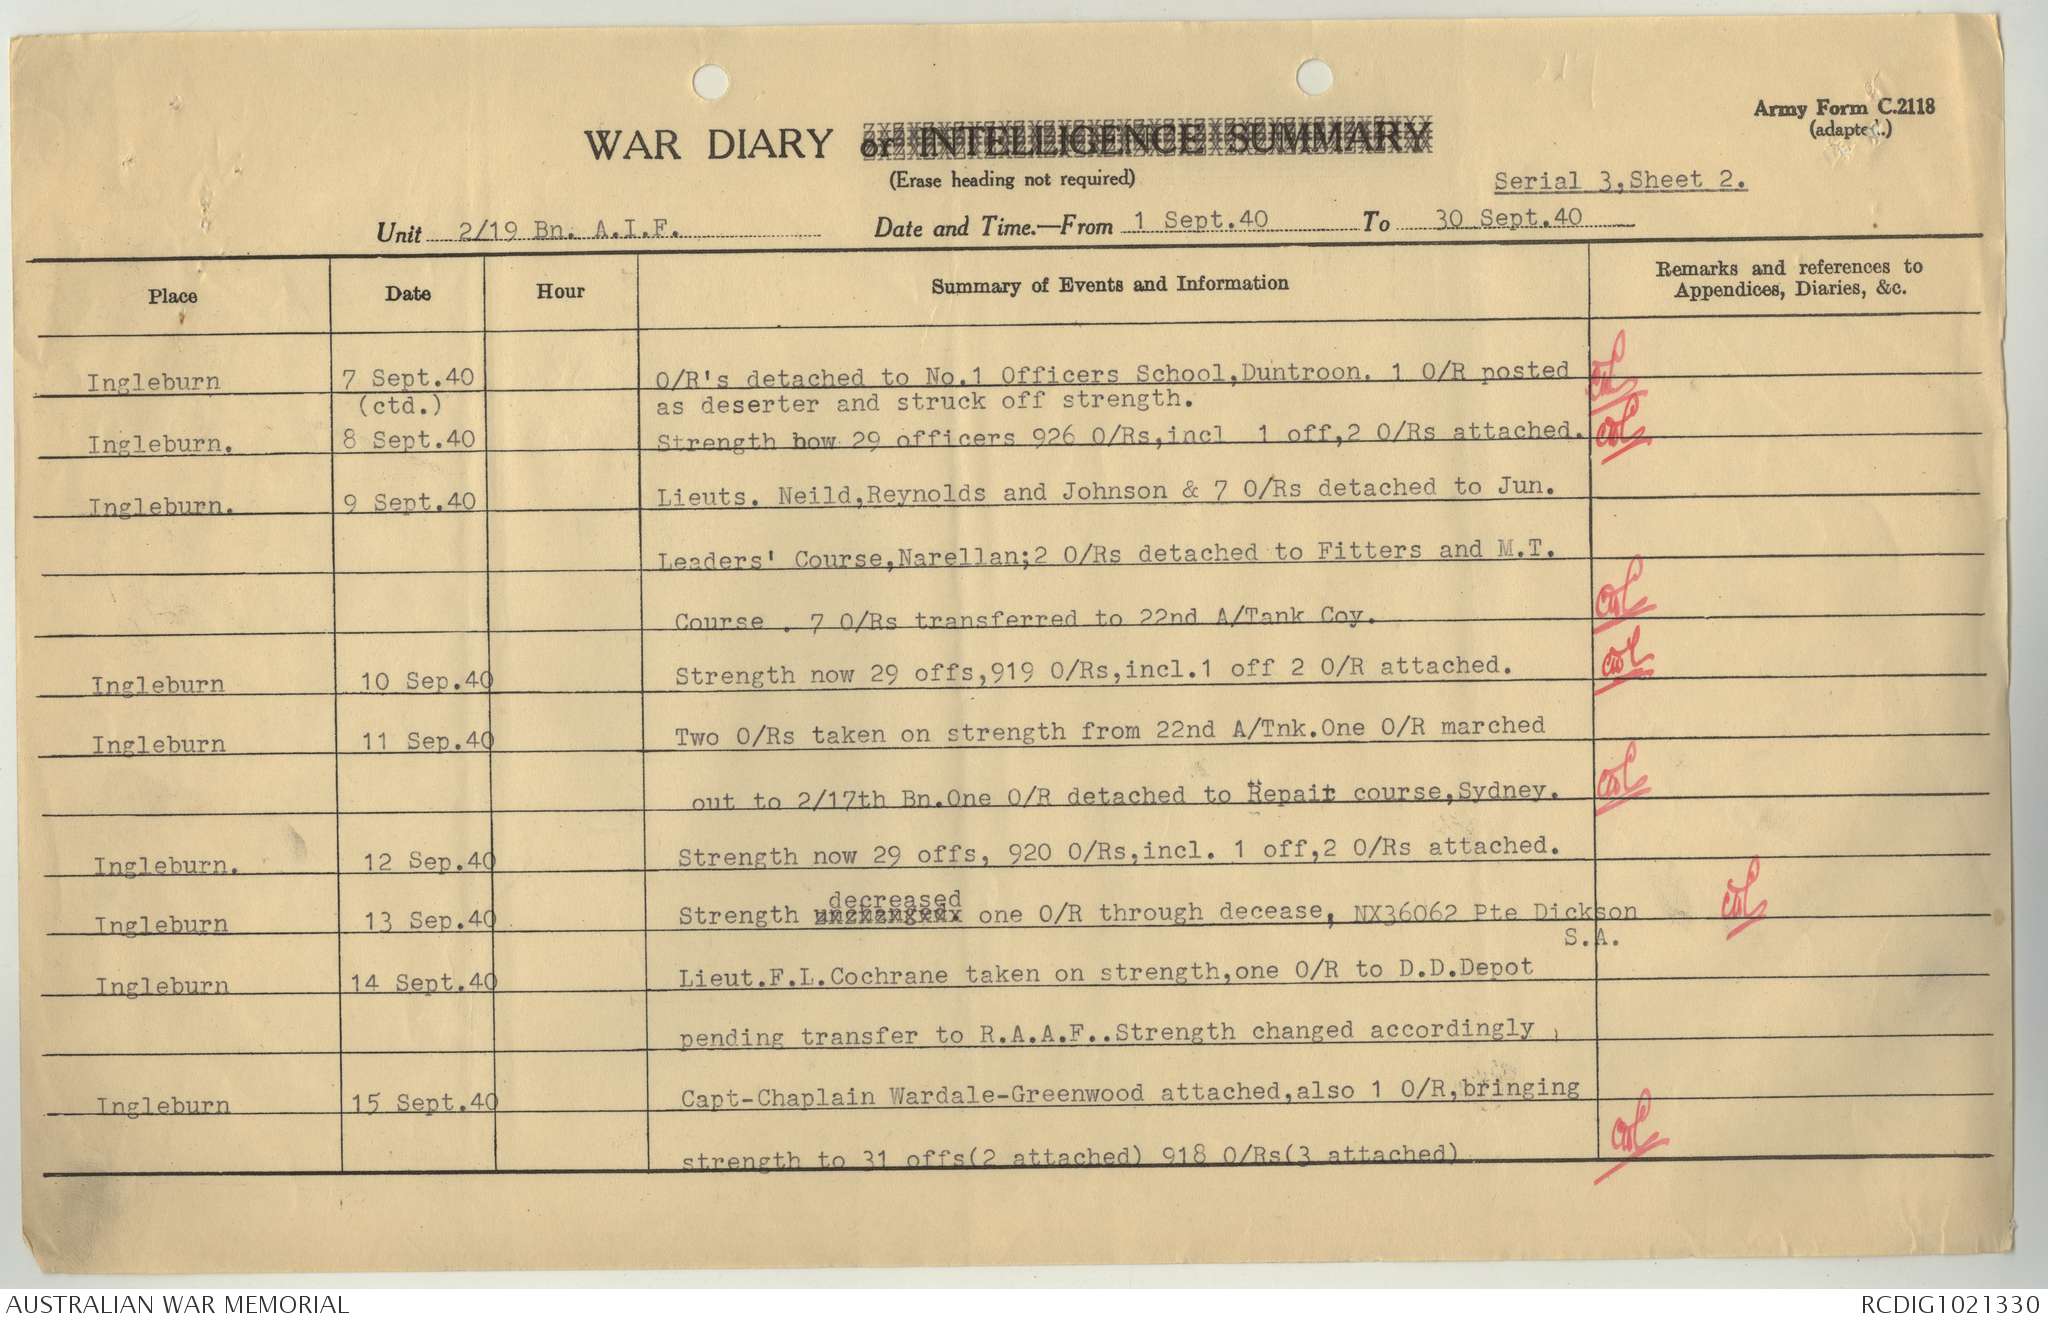 Army Form C.2118
(adapted.)
WAR DIARY or INTELLIGENCE SUMMARY
(Erase heading not required)
Serial 3,Sheet 2.
Unit 2/19 Bn. A.I.F. Date and Time.—From 1 Sept.40 To 30 Sept.40
Place Date Hour Summary of Events and Information Remarks and references to
Appendices, Diaries, &c.
Ingleburn 7 Sept.40 O/R's detached to No.1 Officers School,Duntroon. 1 O/R posted
(ctd.) as deserter and struck off strength.
Ingleburn. 8 Sept.40 Strength now 29 officers 926 O/Rs,incl 1 off,2 O/Rs attached.
Ingleburn. 9 Sept.40 Lieuts. Neild,Reynolds and Johnson & 7 O/Rs detached to Jun.
Leaders' Course,Narellan;2 O/Rs detached to Fitters and M.T.
Course . 7 O/Rs transferred to 22nd A/Tank Coy.
Ingleburn 10 Sep.40 Strength now 29 offs,919 O/Rs,incl.1 off 2 O/R attached.
Ingleburn 11 Sep.40 Two O/Rs taken on strength from 22nd A/Tnk.One O/R marched
out to 2/17th Bn.One O/R detached to Repair course,Sydney.
Ingleburn. 12 Sep.40 Strength now 29 offs, 920 O/Rs,incl. 1 off,2 O/Rs attached.
decreased
Ingleburn 13 Sep.40 Strength unchanged. one O/R through decease, NX36062 Pte Dickson
S.A.
Ingleburn 14 Sept.40 Lieut.F.L.Cochrane taken on strength,one O/R to D.D.Depot
pending transfer to R.A.A.F..Strength changed accordingly
Ingleburn 15 Sept.40 Capt-Chaplain Wardale-Greenwood attached,also 1 O/R,bringing
strength to 31 offs(2 attached) 918 O/Rs(3 attached)
AUSTRALIAN WAR MEMORIAL RCDIG1021330